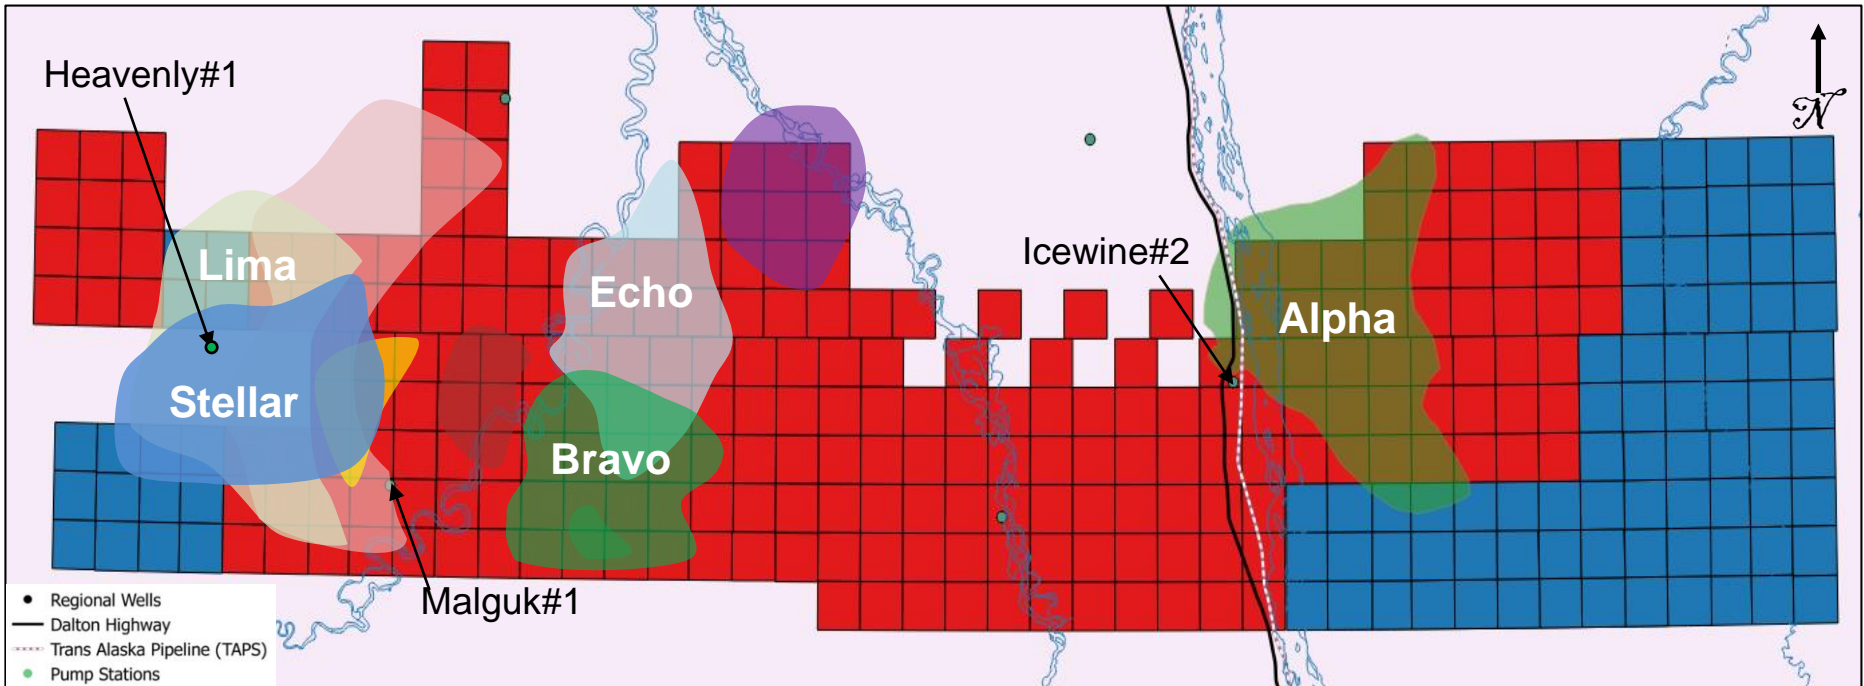 Heavenly#1
N
Lima
Echo
Icewine#2
Alpha
Stellar
Bravo
Malguk#1
Regional Wells
Dalton Highway
Trans Alaska Pipeline (TAPS)
Pump Stations